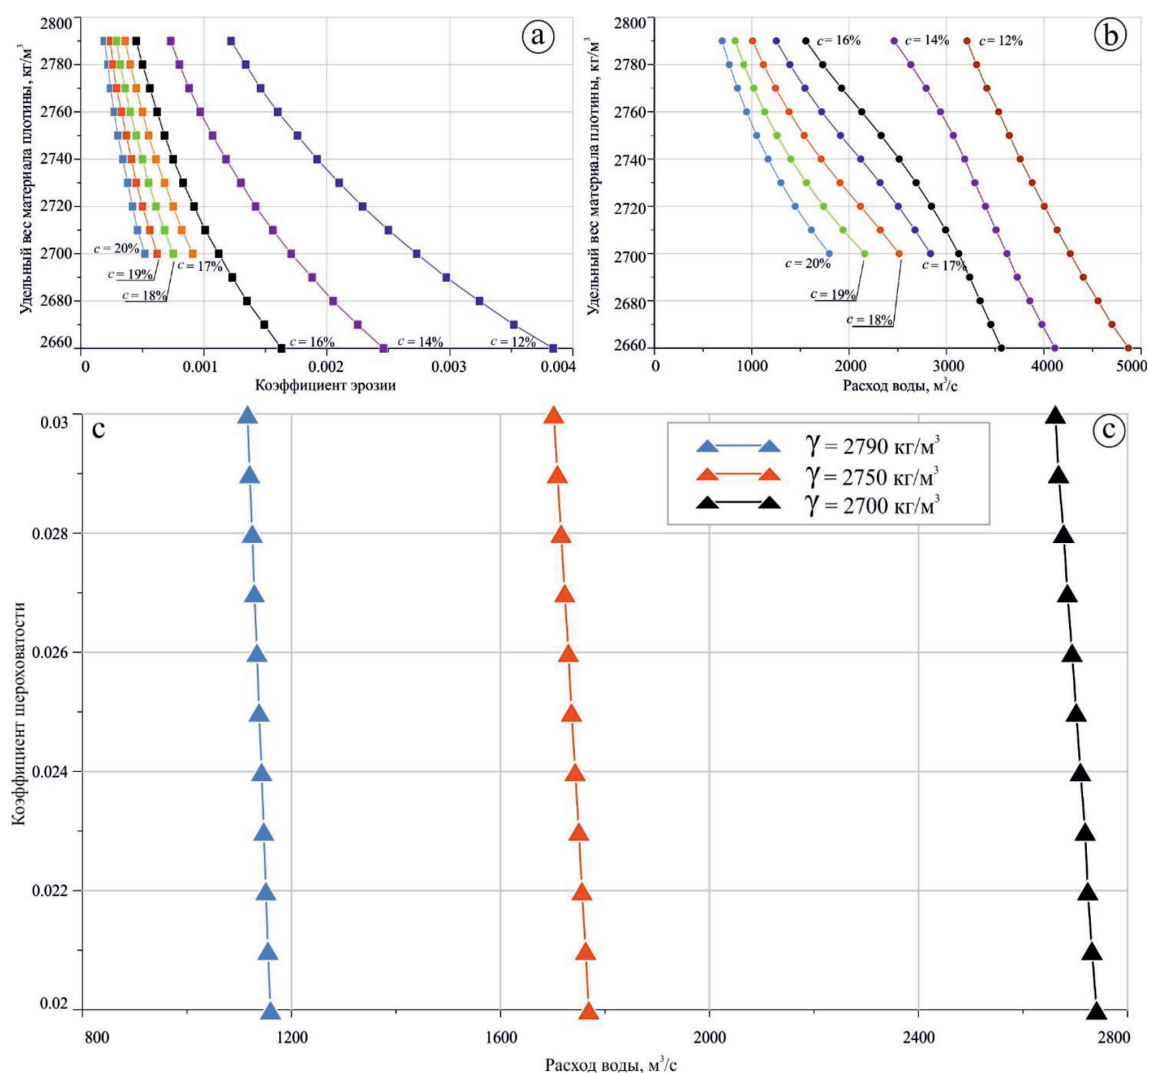 a
Удельный вес материала плотины, кг/м³
2800
2780
2760
2740
2720
2700
2680
2660
c = 20%
c = 19%
c = 18%
c = 17%
c = 16%
c = 14%
c = 12%
0
0.001
0.002
0.003
0.004
Коэффициент эрозии
b
Удельный вес материала плотины, кг/м³
2800
2780
2760
2740
2720
2700
2680
2660
c = 16%
c = 14%
c = 12%
c = 20%
c = 17%
c = 19%
c = 18%
0
1000
2000
3000
4000
5000
Расход воды, м³/с
c
c
γ = 2790 кг/м³
γ = 2750 кг/м³
γ = 2700 кг/м³
Коэффициент шероховатости
0.03
0.028
0.026
0.024
0.022
0.02
800
1200
1600
2000
2400
2800
Расход воды, м³/с